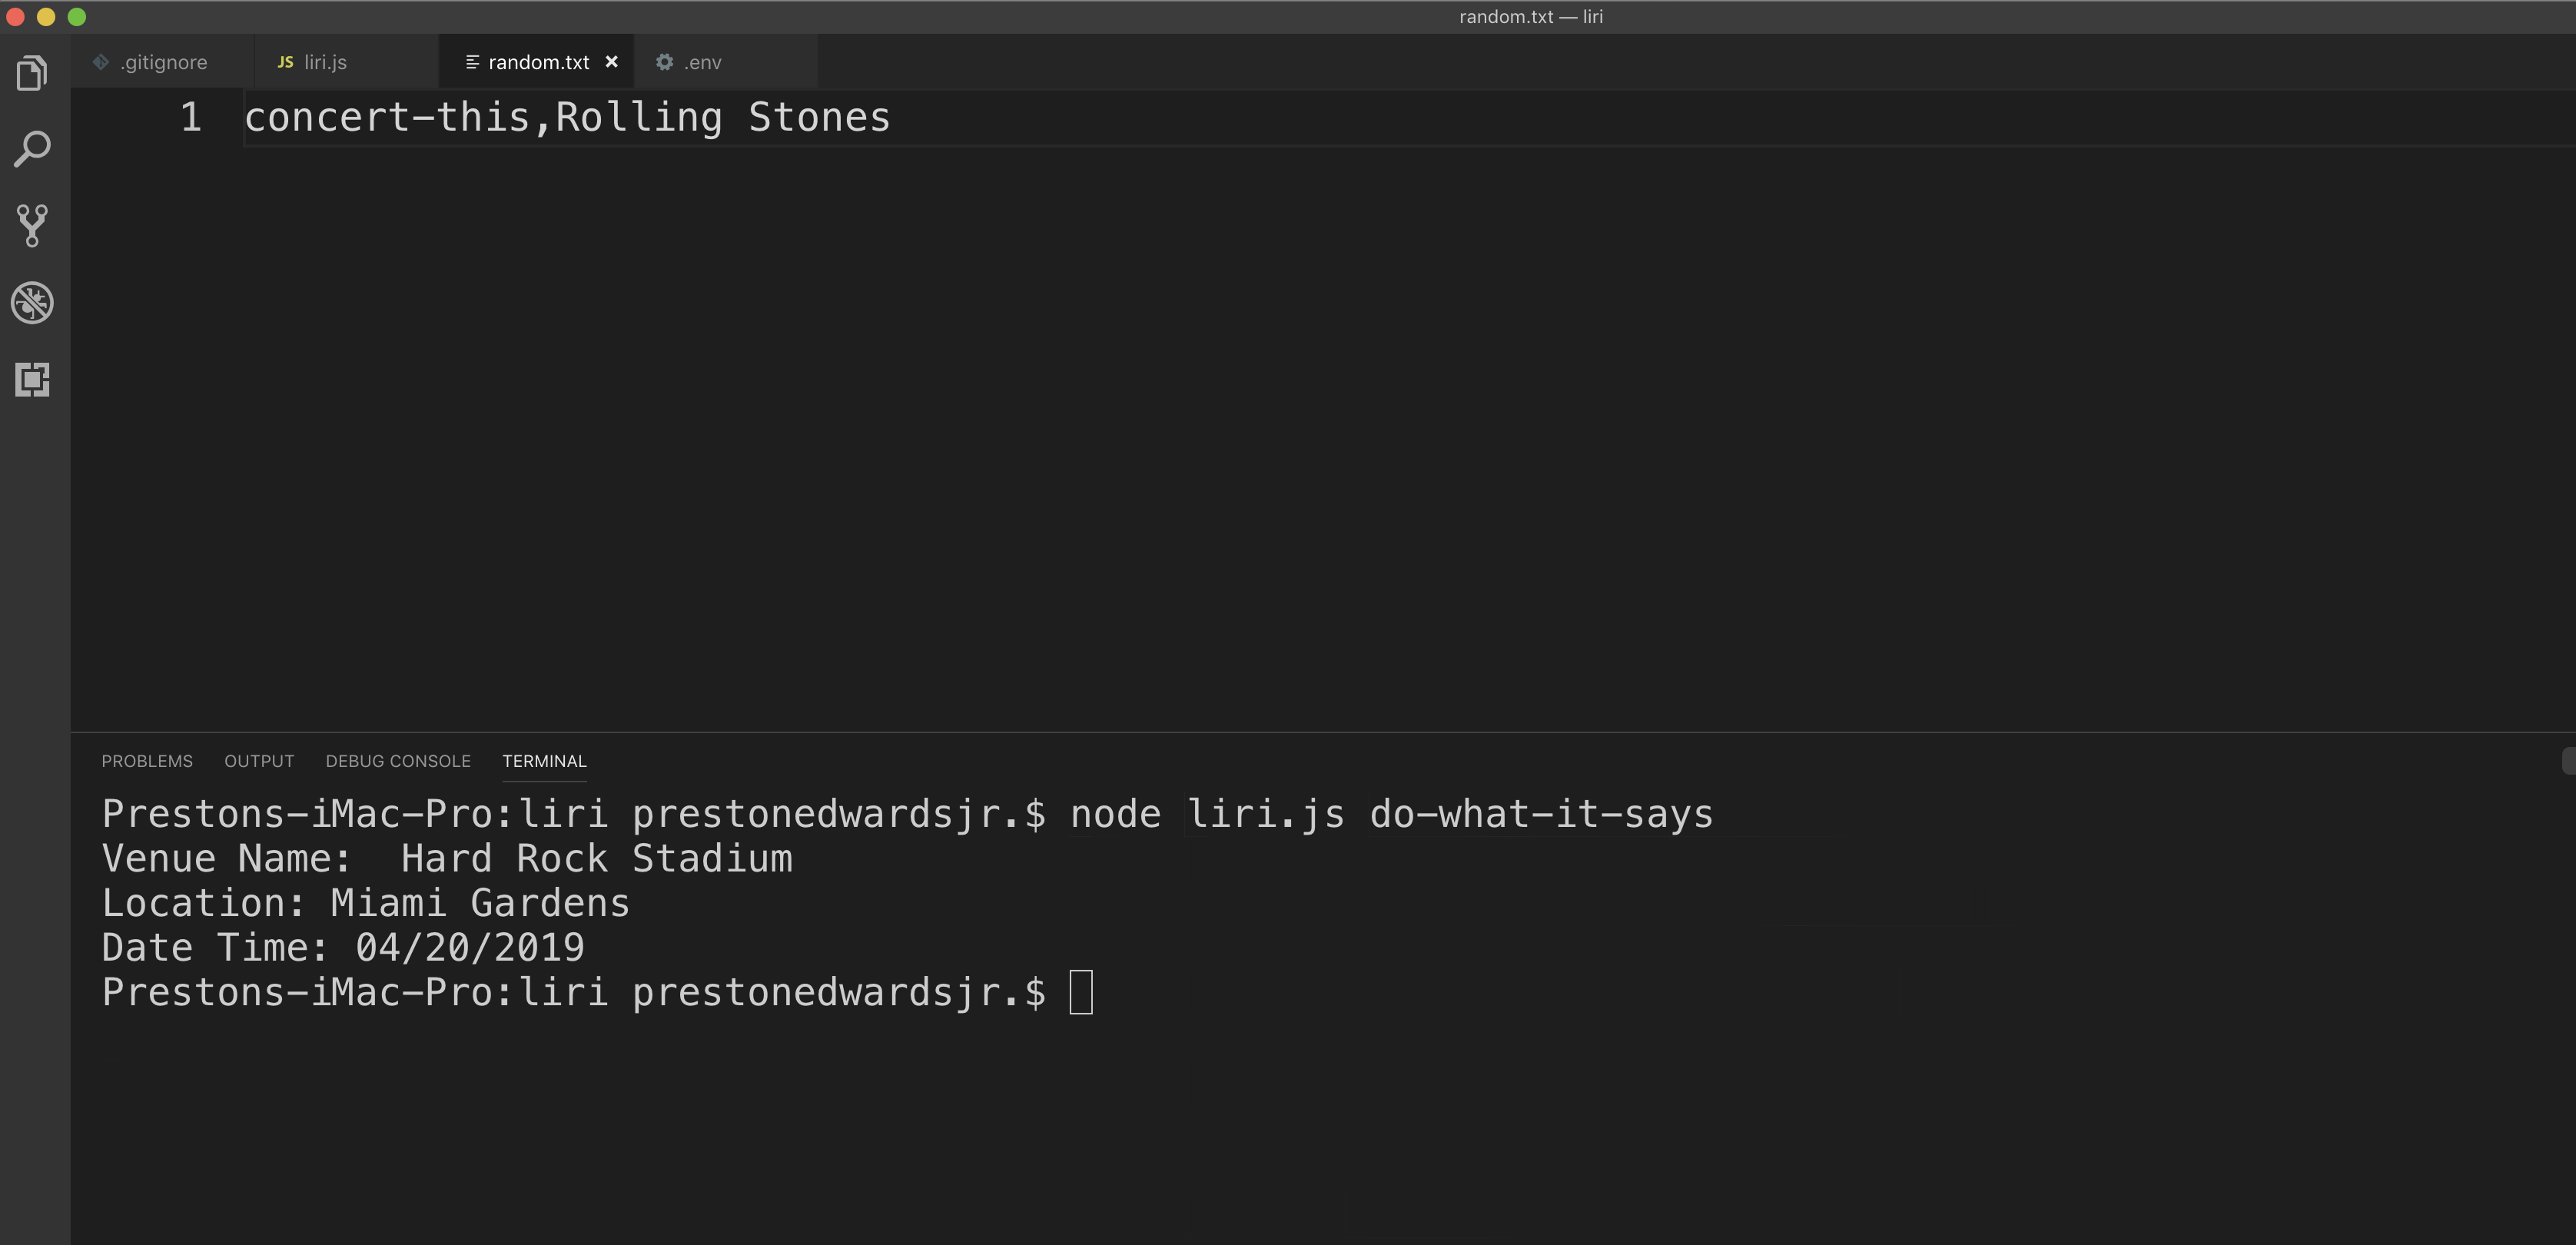 random.txt — liri
.gitignore
JS liri.js
random.txt
.env
1 concert-this,Rolling Stones
PROBLEMS OUTPUT DEBUG CONSOLE TERMINAL
Prestons-iMac-Pro:liri prestonedwardsjr.$ node liri.js do-what-it-says
Venue Name:  Hard Rock Stadium
Location: Miami Gardens
Date Time: 04/20/2019
Prestons-iMac-Pro:liri prestonedwardsjr.$